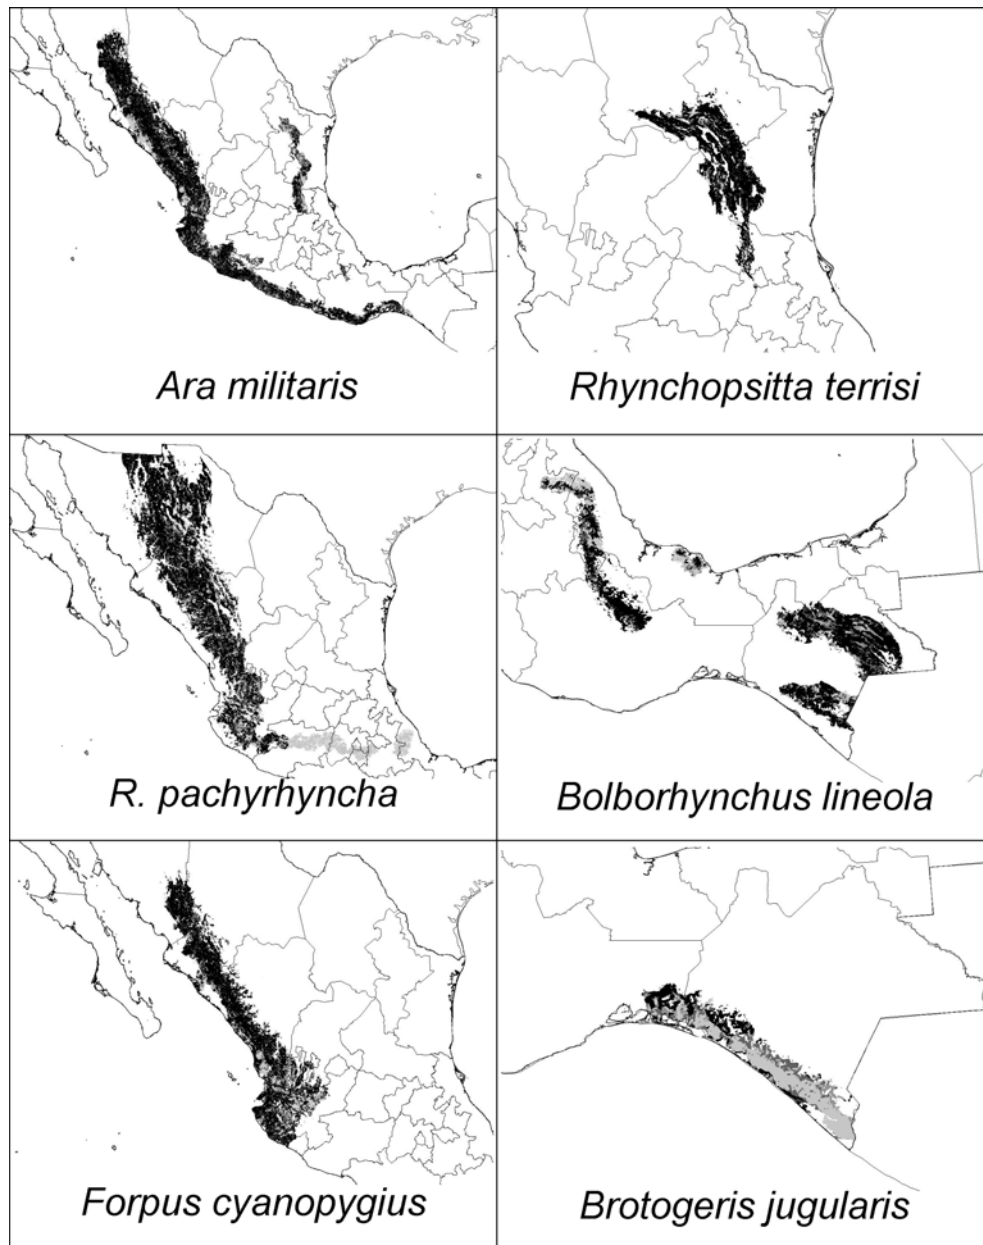 Ara militaris
Rhynchopsitta terrisi
R. pachyrhyncha
Bolborhynchus lineola
Forpus cyanopygius
Brotogeris jugularis